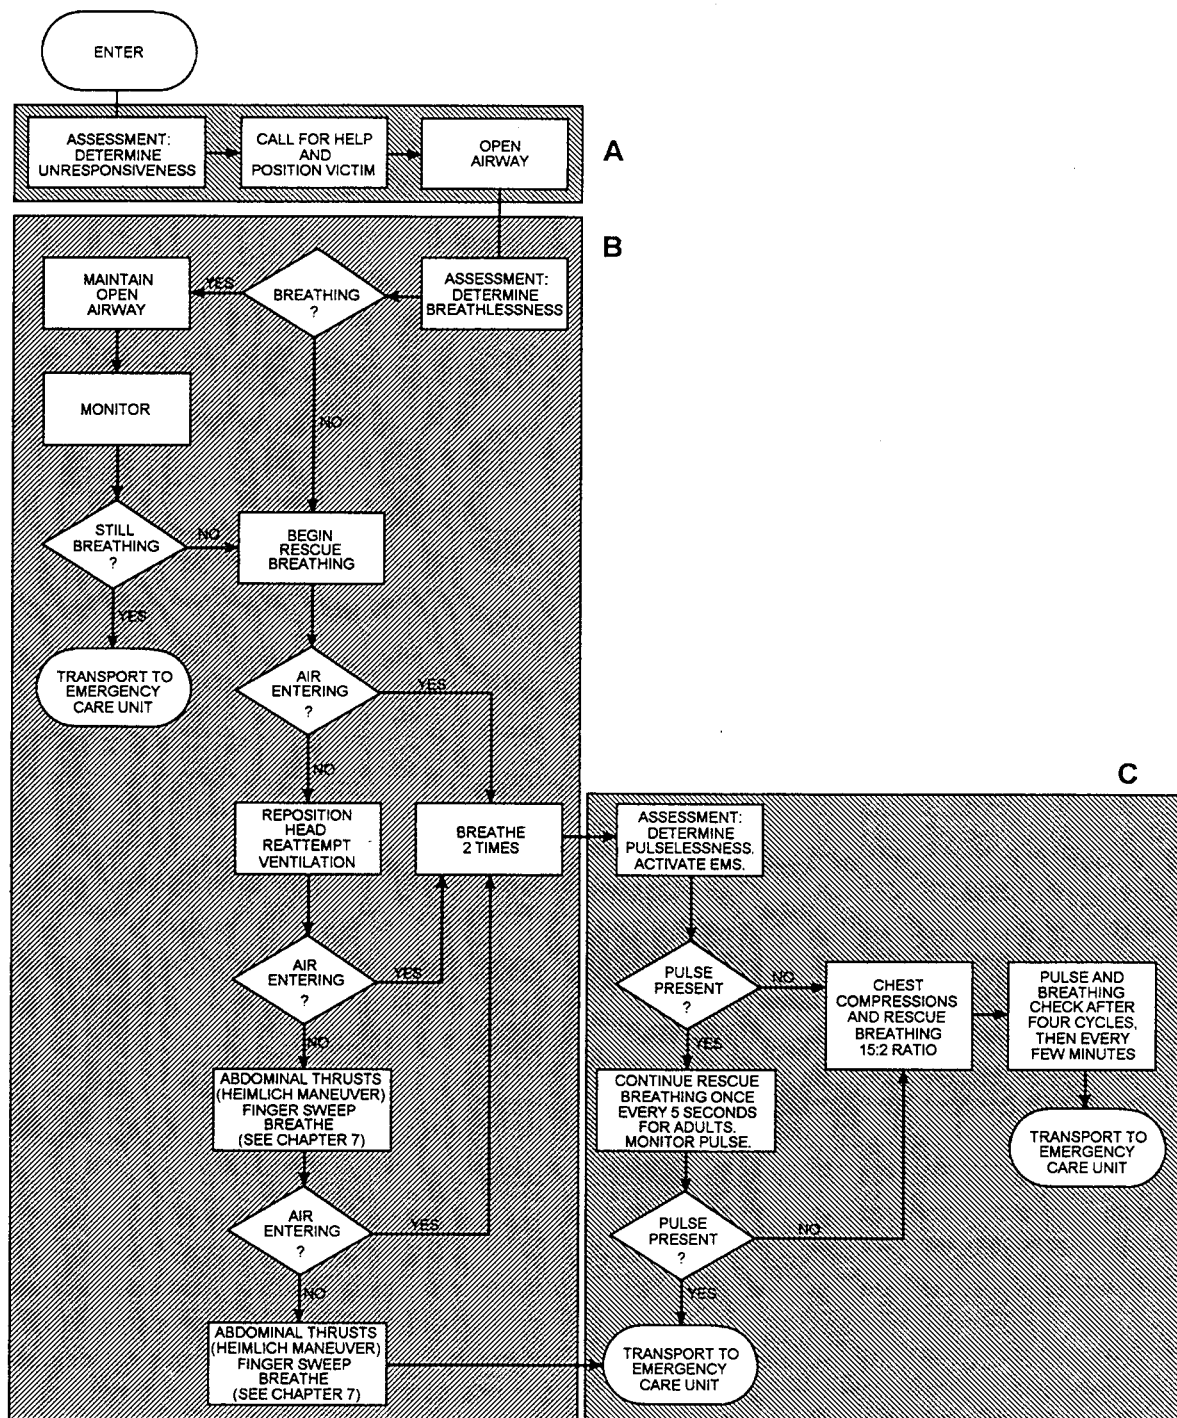 ENTER
ASSESSMENT:
DETERMINE
UNRESPONSIVENESS
CALL FOR HELP
AND
POSITION VICTIM
OPEN
AIRWAY
A
B
MAINTAIN
OPEN
AIRWAY
YES
BREATHING
?
ASSESSMENT:
DETERMINE
BREATHLESSNESS
MONITOR
NO
STILL
BREATHING
?
NO
BEGIN
RESCUE
BREATHING
YES
TRANSPORT TO
EMERGENCY
CARE UNIT
AIR
ENTERING
?
YES
NO
REPOSITION
HEAD
REATTEMPT
VENTILATION
BREATHE
2 TIMES
AIR
ENTERING
?
YES
NO
ABDOMINAL THRUSTS
(HEIMLICH MANEUVER)
FINGER SWEEP
BREATHE
(SEE CHAPTER 7)
AIR
ENTERING
?
YES
NO
ABDOMINAL THRUSTS
(HEIMLICH MANEUVER)
FINGER SWEEP
BREATHE
(SEE CHAPTER 7)
C
ASSESSMENT:
DETERMINE
PULSELESSNESS.
ACTIVATE EMS.
PULSE
PRESENT
?
NO
CHEST
COMPRESSIONS
AND RESCUE
BREATHING
15:2 RATIO
PULSE AND
BREATHING
CHECK AFTER
FOUR CYCLES,
THEN EVERY
FEW MINUTES
YES
CONTINUE RESCUE
BREATHING ONCE
EVERY 5 SECONDS
FOR ADULTS.
MONITOR PULSE.
TRANSPORT TO
EMERGENCY
CARE UNIT
PULSE
PRESENT
?
NO
YES
TRANSPORT TO
EMERGENCY
CARE UNIT